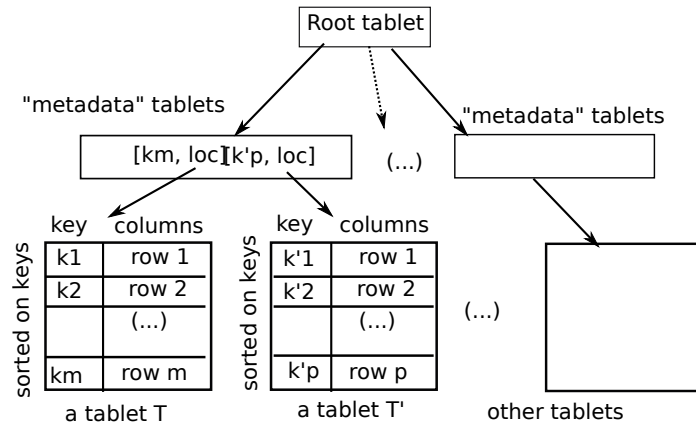 Root tablet
"metadata" tablets
"metadata" tablets
[km, loc][k'p, loc]
(...)
key columns
key columns
sorted on keys
k1 row 1
k2 row 2
(...)
km row m
sorted on keys
k'1 row 1
k'2 row 2
(...)
k'p row p
(...)
a tablet T
a tablet T'
other tablets